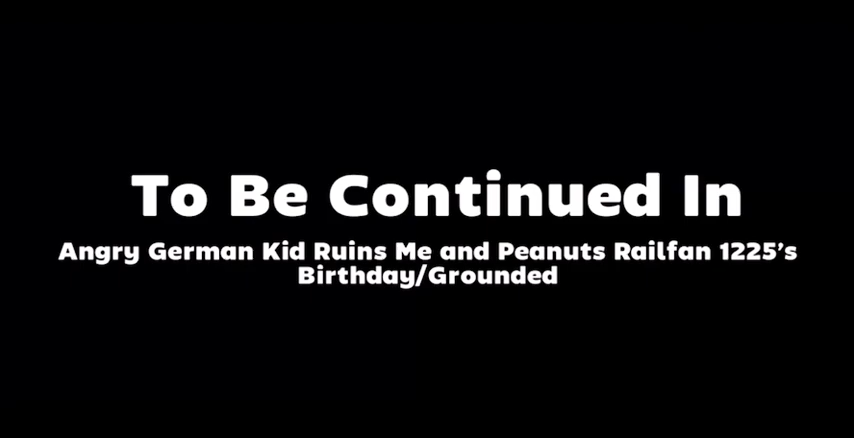 To Be Continued In
Angry German Kid Ruins Me and Peanuts Railfan 1225's
Birthday/Grounded